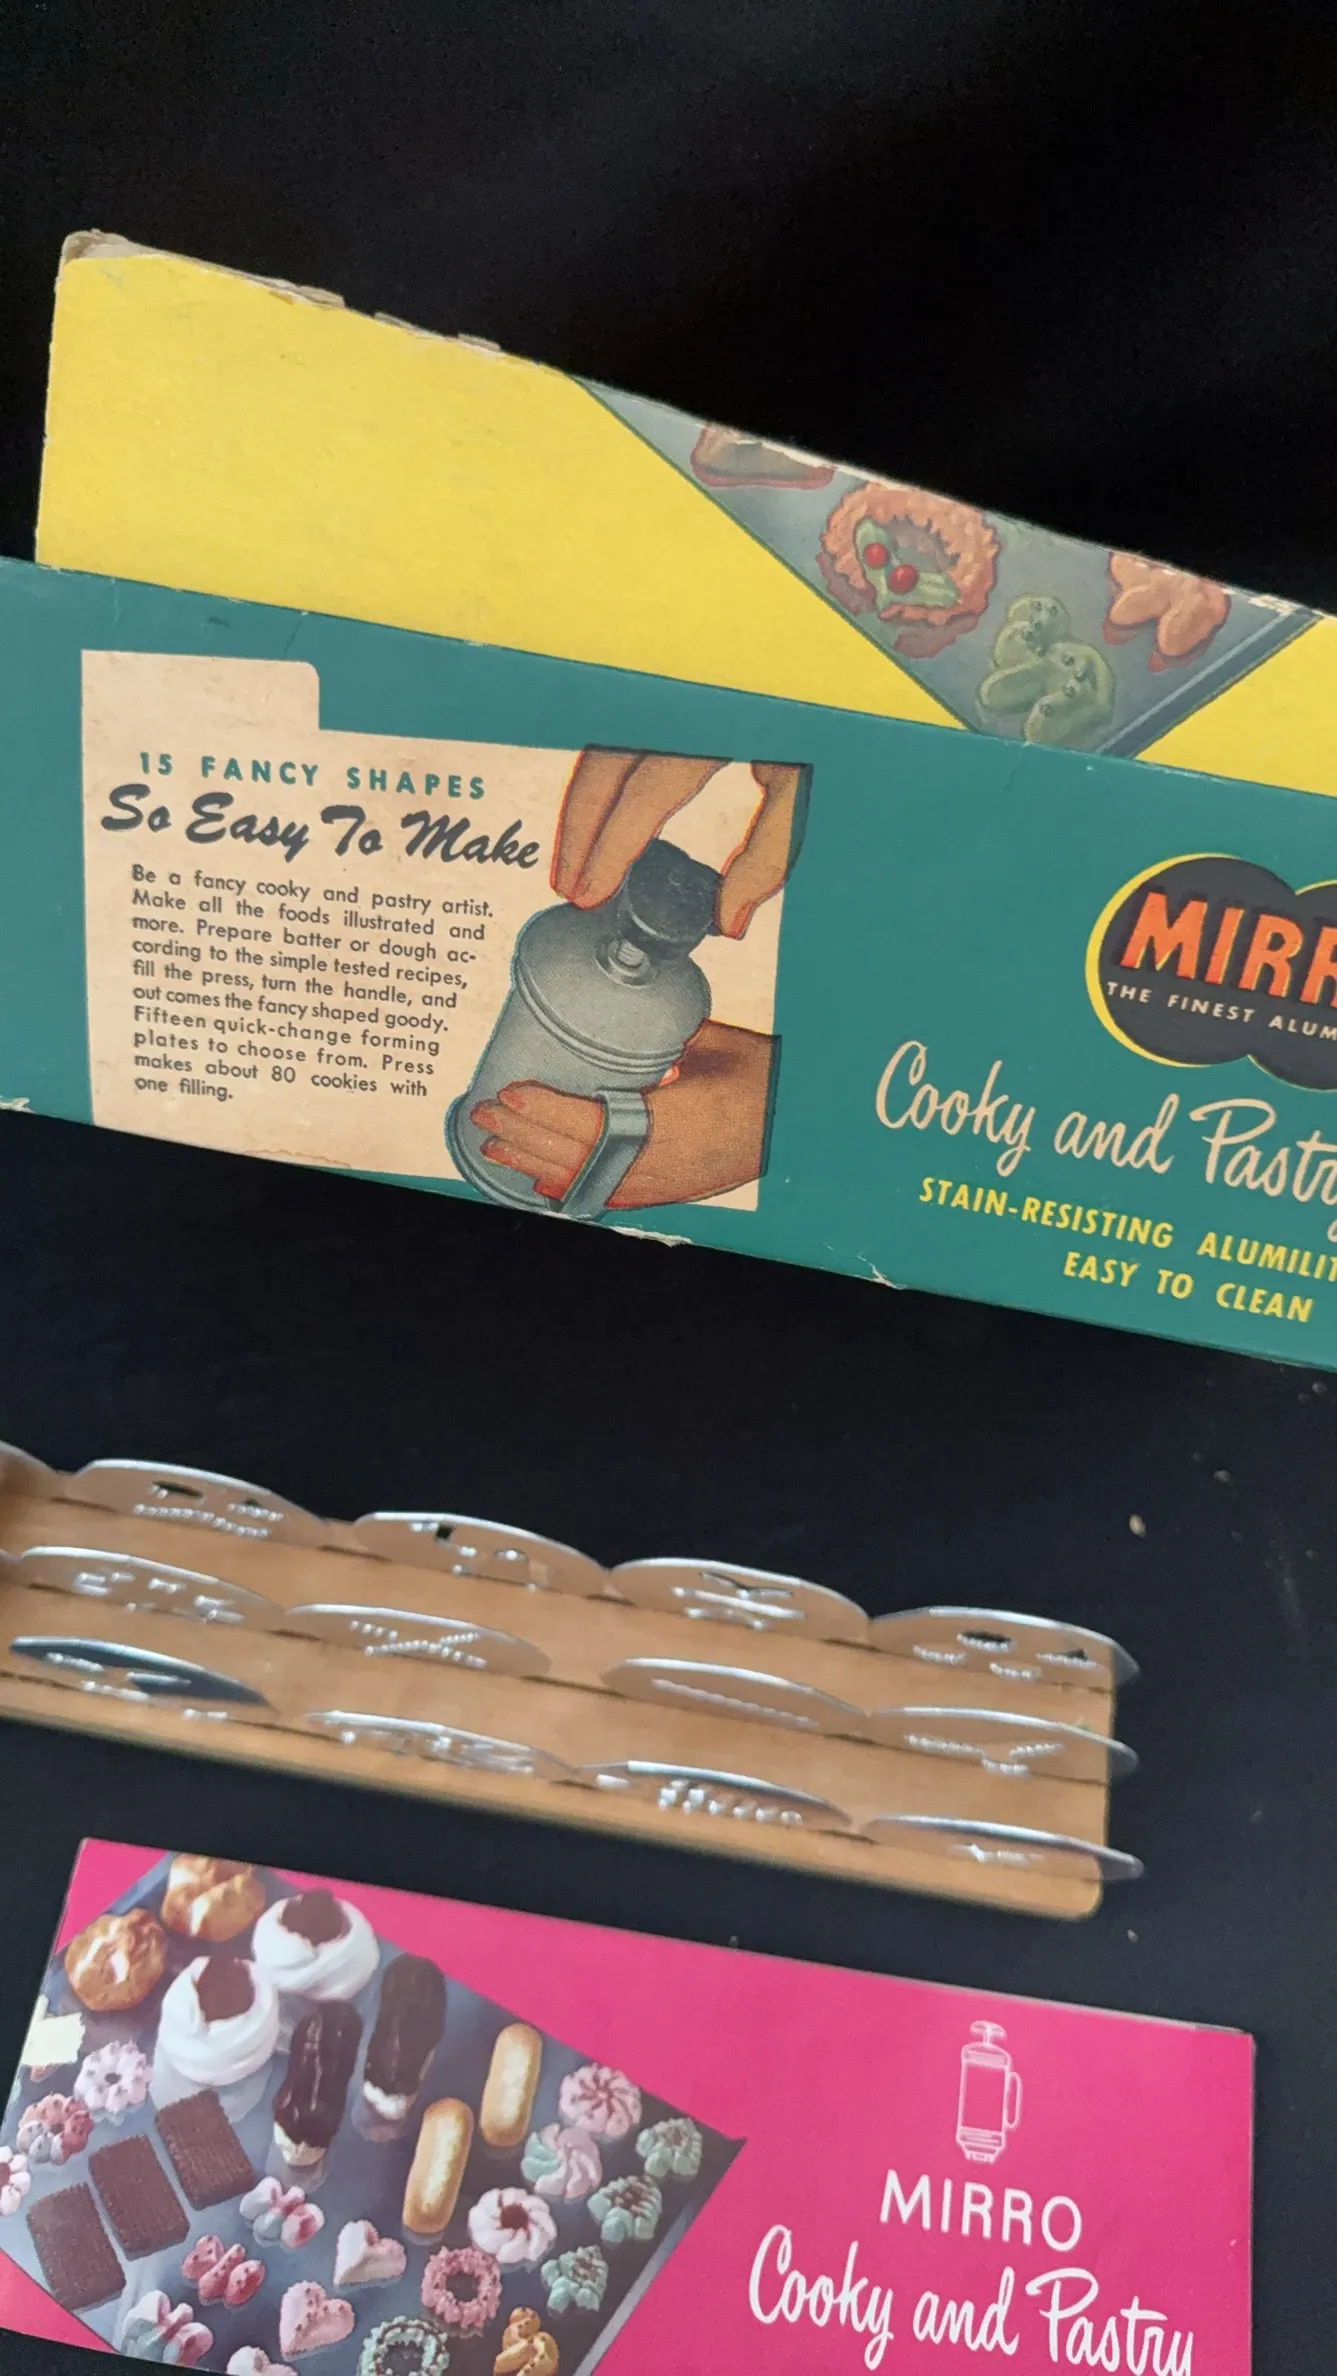 15 FANCY SHAPES
So Easy To Make
Be a fancy cooky and pastry artist.
Make all the foods illustrated and
more. Prepare batter or dough ac-
cording to the simple tested recipes,
fill the press, turn the handle, and
out comes the fancy shaped goody.
Fifteen quick-change forming
plates to choose from. Press
makes about 80 cookies with
one filling.
MIRR
THE FINEST ALUM
Cooky and Pastry
STAIN-RESISTING ALUMILIT
EASY TO CLEAN
MIRRO
Cooky and Pastry